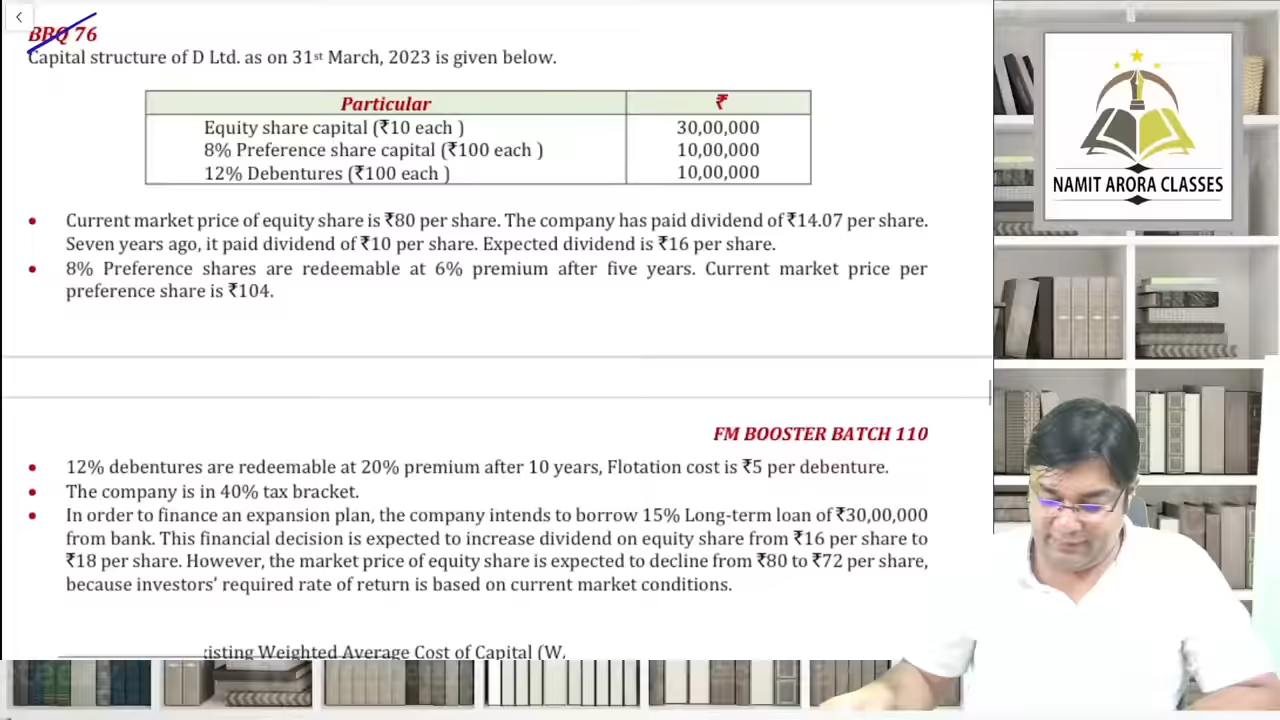 BBQ 76
Capital structure of D Ltd. as on 31st March, 2023 is given below.
Particular ₹
Equity share capital (₹10 each ) 30,00,000
8% Preference share capital (₹100 each ) 10,00,000
12% Debentures (₹100 each ) 10,00,000
• Current market price of equity share is ₹80 per share. The company has paid dividend of ₹14.07 per share.
Seven years ago, it paid dividend of ₹10 per share. Expected dividend is ₹16 per share.
• 8% Preference shares are redeemable at 6% premium after five years. Current market price per
preference share is ₹104.
FM BOOSTER BATCH 110
• 12% debentures are redeemable at 20% premium after 10 years, Flotation cost is ₹5 per debenture.
• The company is in 40% tax bracket.
• In order to finance an expansion plan, the company intends to borrow 15% Long-term loan of ₹30,00,000
from bank. This financial decision is expected to increase dividend on equity share from ₹16 per share to
₹18 per share. However, the market price of equity share is expected to decline from ₹80 to ₹72 per share,
because investors' required rate of return is based on current market conditions.
isting Weighted Average Cost of Capital (W
NAMIT ARORA CLASSES